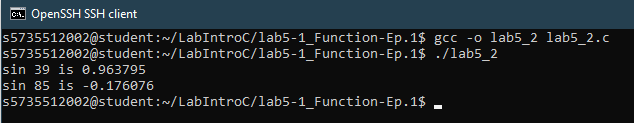 OpenSSH SSH client
s5735512002@student:~/LabIntroC/lab5-1_Function-Ep.1$ gcc -o lab5_2 lab5_2.c
s5735512002@student:~/LabIntroC/lab5-1_Function-Ep.1$ ./lab5_2
sin 39 is 0.963795
sin 85 is -0.176076
s5735512002@student:~/LabIntroC/lab5-1_Function-Ep.1$